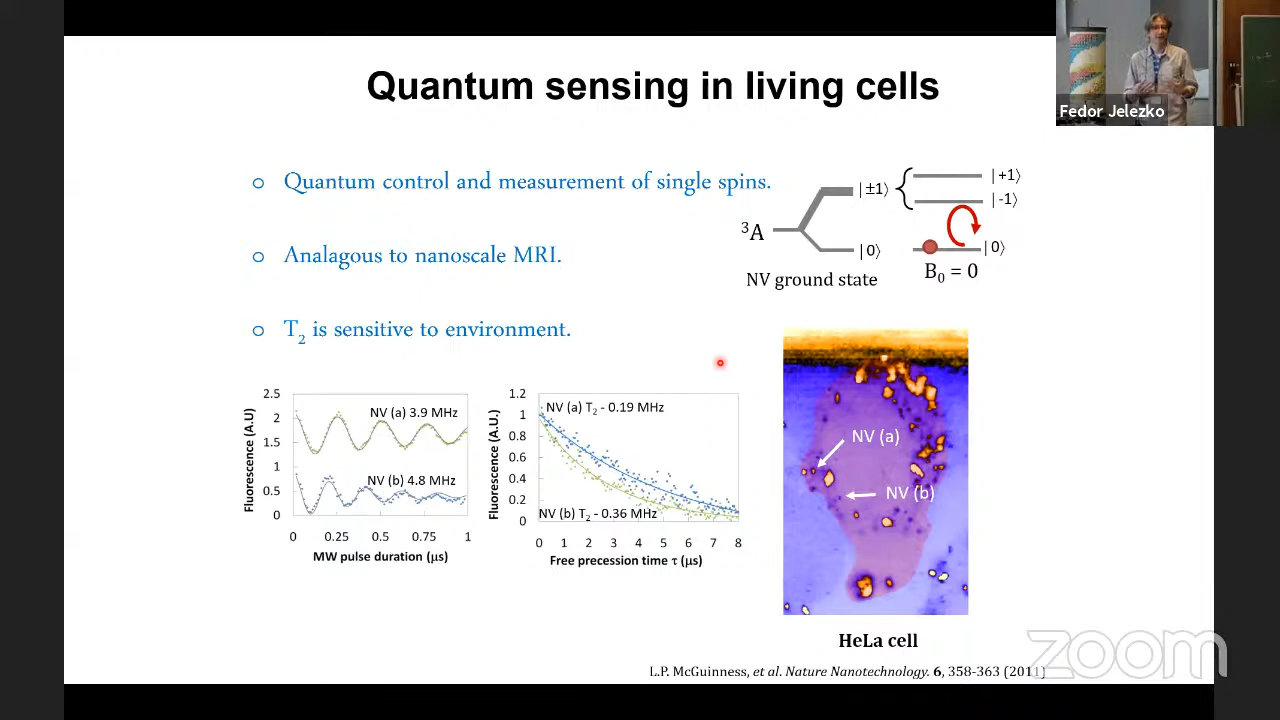 Quantum sensing in living cells
Fedor Jelezko
o Quantum control and measurement of single spins.
o Analagous to nanoscale MRI.
o T2 is sensitive to environment.
³A
|±1⟩
|0⟩
|+1⟩
|-1⟩
|0⟩
NV ground state
B0 = 0
Fluorescence (A.U)
2.5
2
1.5
1
0.5
0
NV (a) 3.9 MHz
NV (b) 4.8 MHz
0 0.25 0.5 0.75 1
MW pulse duration (μs)
Fluorescence (A.U.)
1.2
1
0.8
0.6
0.4
0.2
0
NV (a) T2 - 0.19 MHz
NV (b) T2 - 0.36 MHz
0 1 2 3 4 5 6 7 8
Free precession time τ (μs)
NV (a)
NV (b)
HeLa cell
L.P. McGuinness, et al. Nature Nanotechnology. 6, 358-363 (2011)
zoom